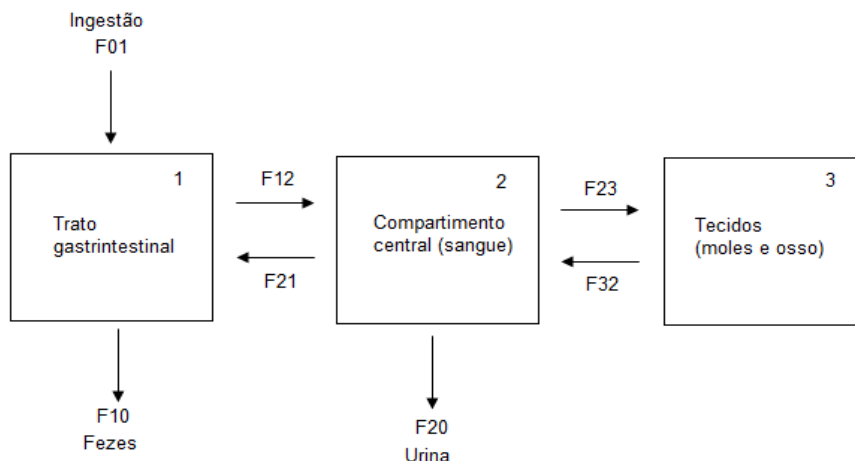 Ingestão
F01
1
Trato
gastrintestinal
F12
F21
2
Compartimento
central (sangue)
F23
F32
3
Tecidos
(moles e osso)
F10
Fezes
F20
Urina